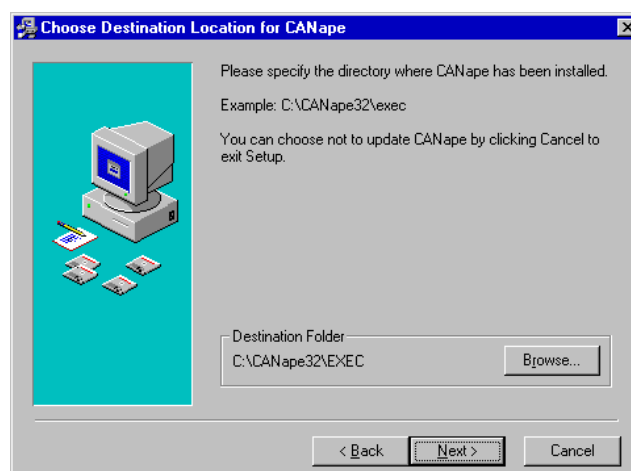 Choose Destination Location for CANape
Please specify the directory where CANape has been installed.
Example: C:\CANape32\exec
You can choose not to update CANape by clicking Cancel to
exit Setup.
Destination Folder
C:\CANape32\EXEC
Browse...
< Back
Next >
Cancel